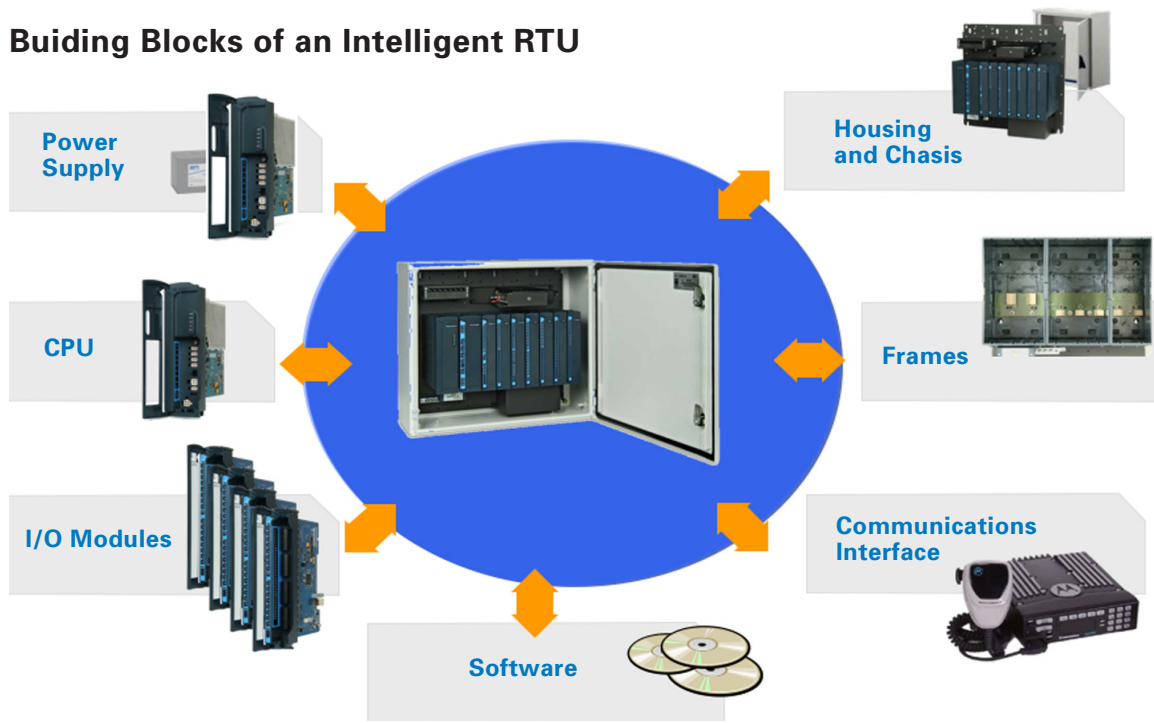 Buiding Blocks of an Intelligent RTU
Power
Supply
Housing
and Chasis
CPU
Frames
I/O Modules
Communications
Interface
Software